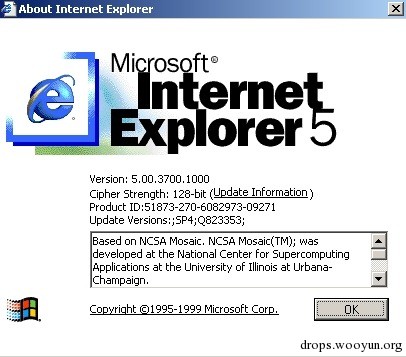 About Internet Explorer
Microsoft®
Internet
Explorer 5
Version: 5.00.3700.1000
Cipher Strength: 128-bit (Update Information )
Product ID:51873-270-6082973-09271
Update Versions:;SP4;Q823353;
Based on NCSA Mosaic. NCSA Mosaic(TM); was
developed at the National Center for Supercomputing
Applications at the University of Illinois at Urbana-
Champaign.
Copyright ©1995-1999 Microsoft Corp.
OK
drops.wooyun.org